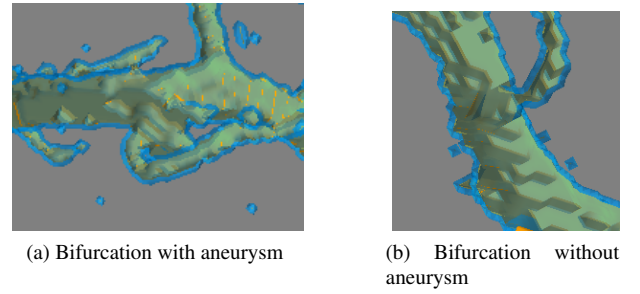 (a) Bifurcation with aneurysm
(b) Bifurcation without
aneurysm